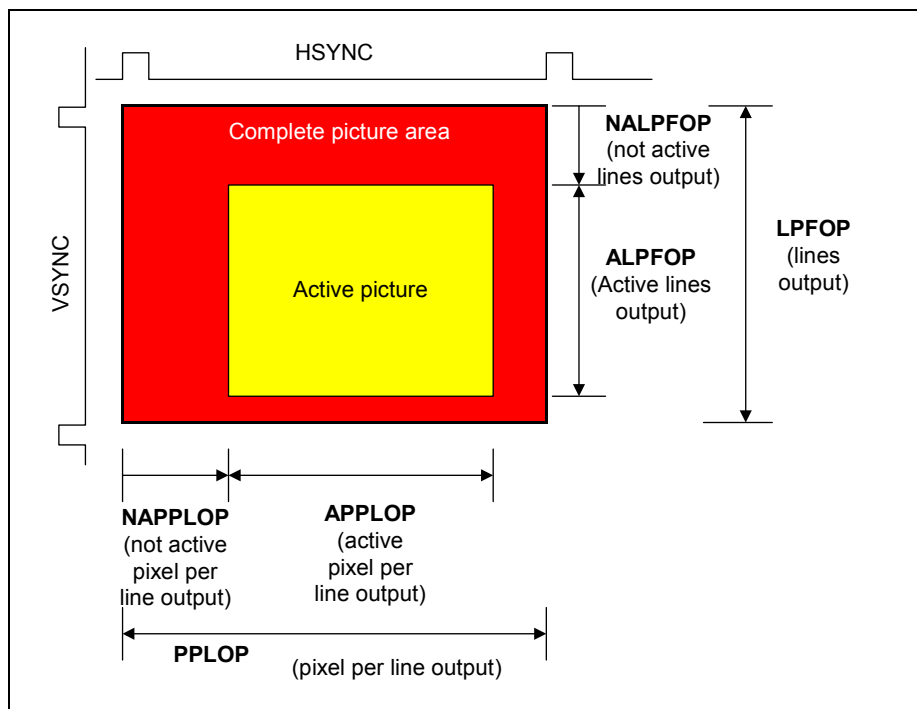 HSYNC
VSYNC
Complete picture area
Active picture
NALPFOP
(not active
lines output)
ALPFOP
(Active lines
output)
LPFOP
(lines
output)
NAPPLOP
(not active
pixel per
line output)
APPLOP
(active
pixel per
line output)
PPLOP
(pixel per line output)